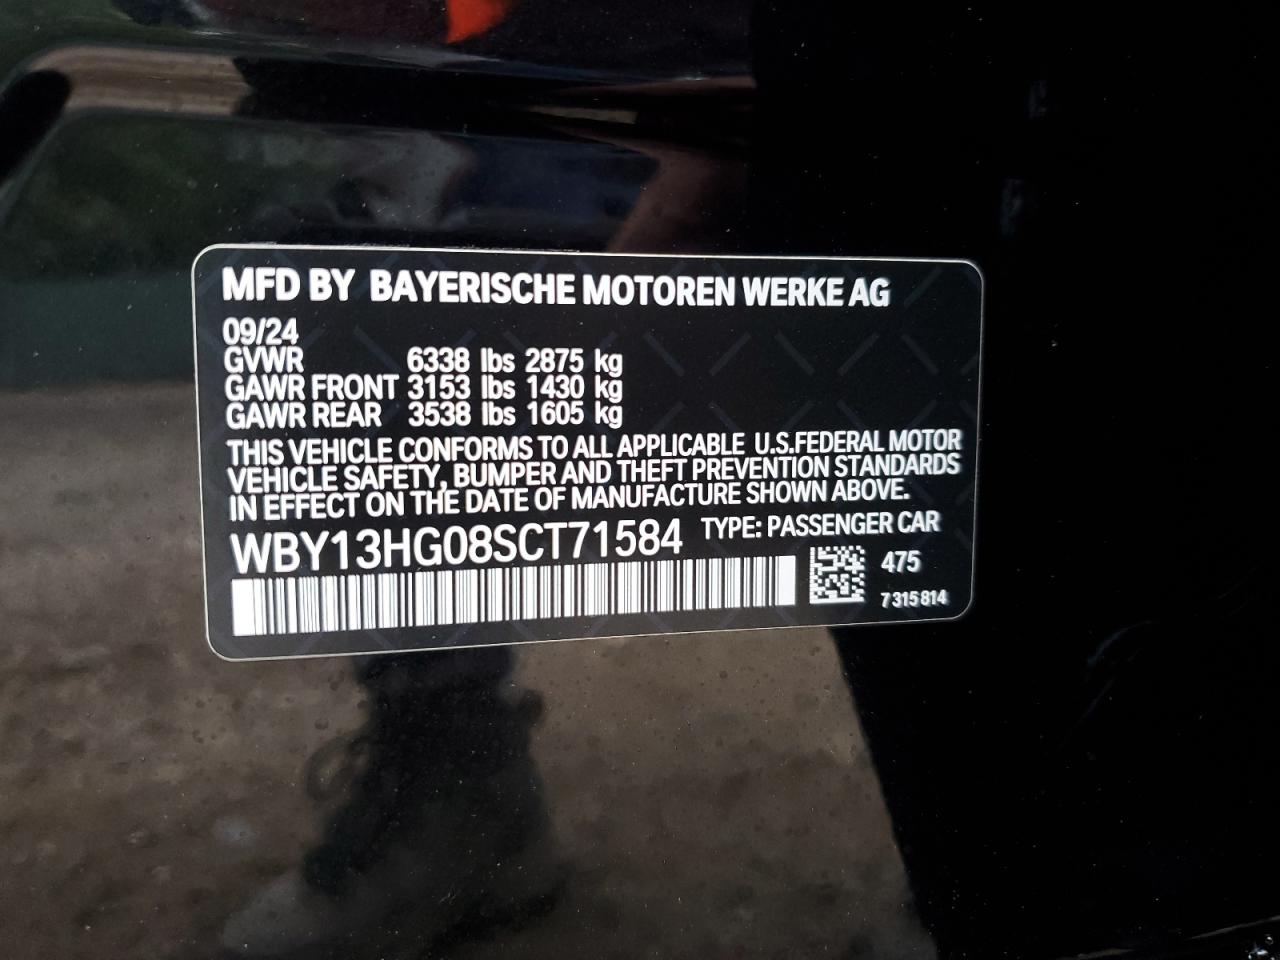 MFD BY BAYERISCHE MOTOREN WERKE AG
09/24
GVWR 6338 lbs 2875 kg
GAWR FRONT 3153 lbs 1430 kg
GAWR REAR 3538 lbs 1605 kg
THIS VEHICLE CONFORMS TO ALL APPLICABLE U.S.FEDERAL MOTOR
VEHICLE SAFETY, BUMPER AND THEFT PREVENTION STANDARDS
IN EFFECT ON THE DATE OF MANUFACTURE SHOWN ABOVE.
WBY13HG08SCT71584 TYPE: PASSENGER CAR
475
7 315 814